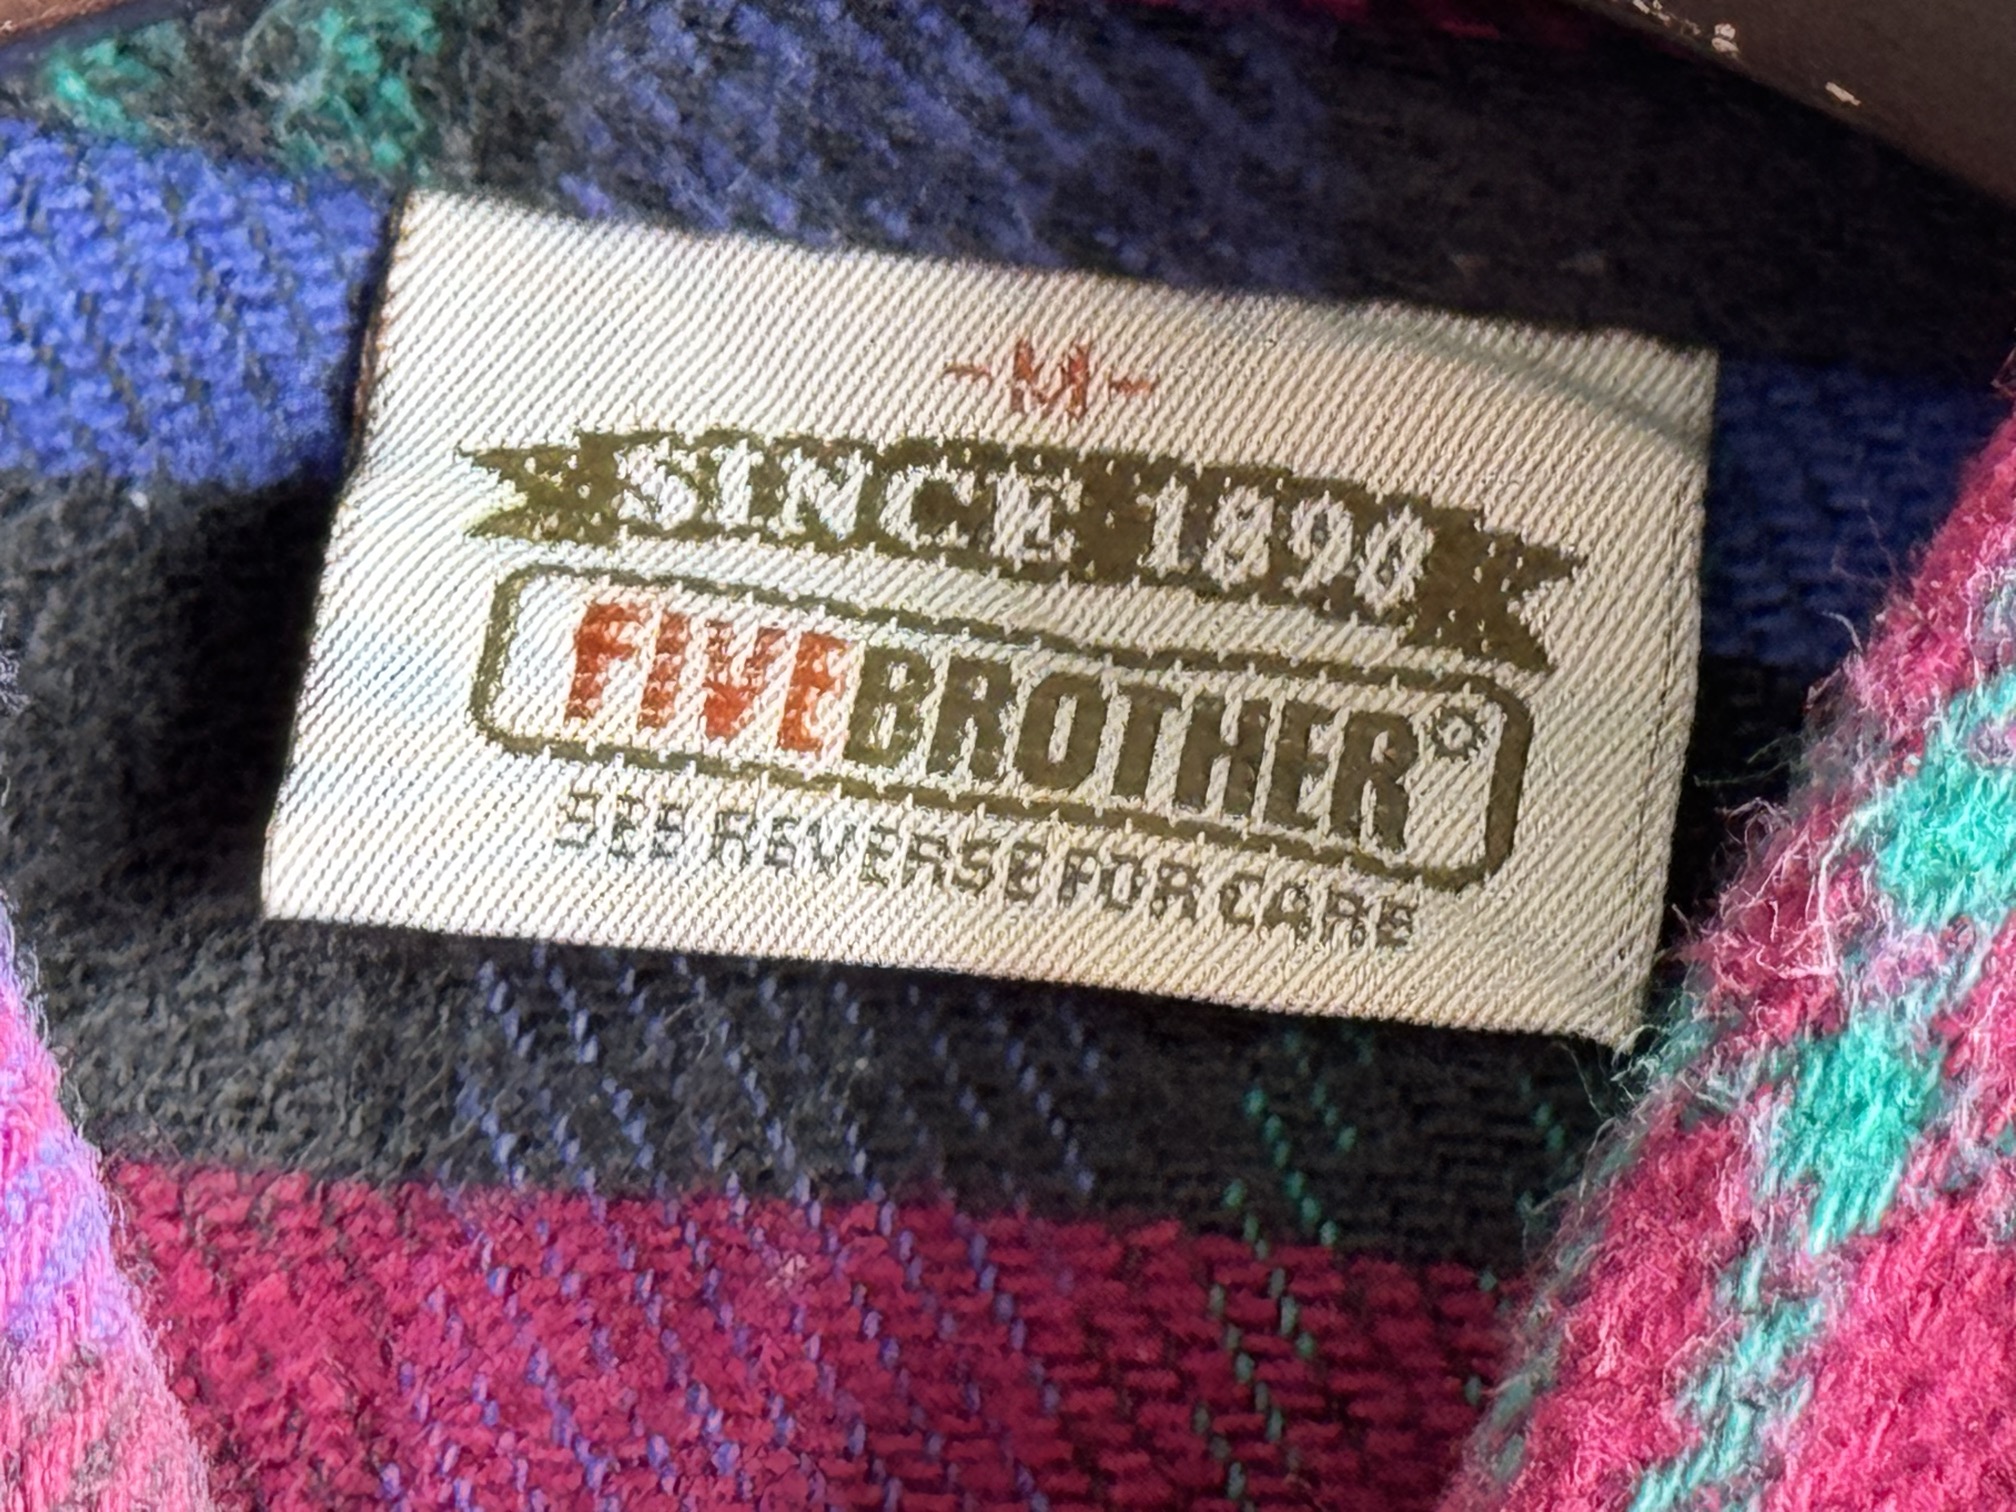 -M-
SINCE 1890
FIVEBROTHER®
SEE REVERSE FOR CARE